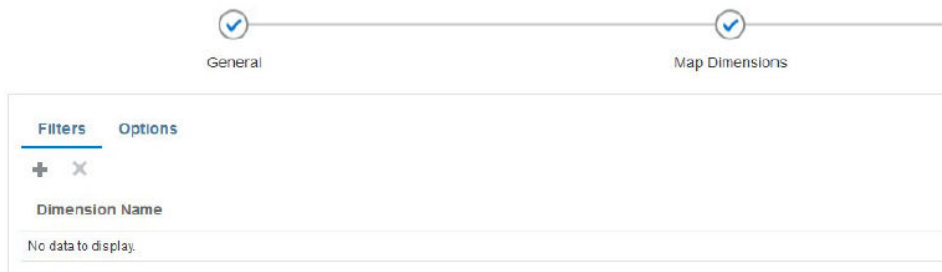 General
Map Dimensions
Filters
Options
Dimension Name
No data to display.